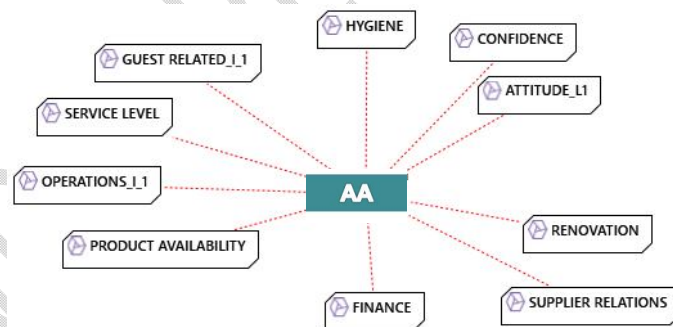 HYGIENE
CONFIDENCE
GUEST RELATED_I_1
ATTITUDE_L1
SERVICE LEVEL
OPERATIONS_I_1
AA
PRODUCT AVAILABILITY
RENOVATION
FINANCE
SUPPLIER RELATIONS